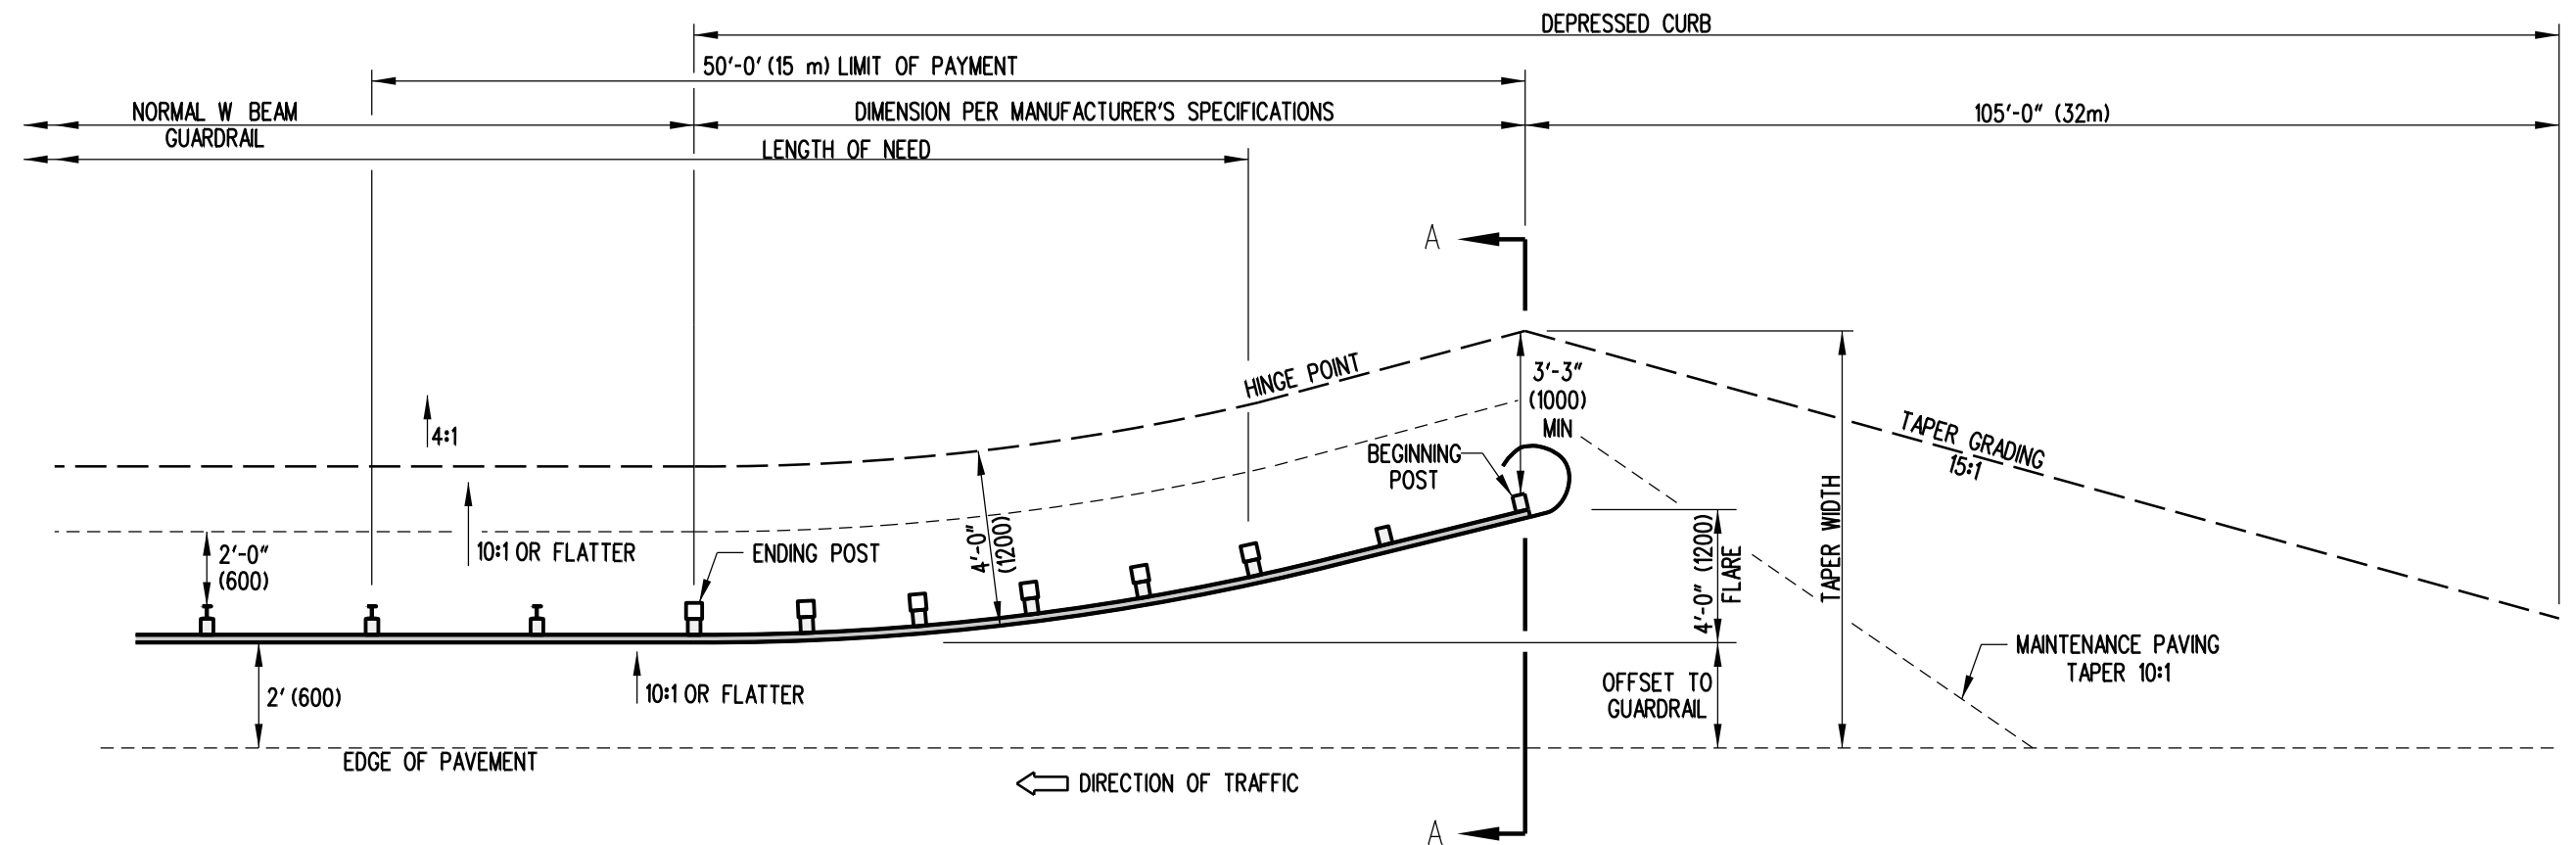 DEPRESSED CURB
50'-0' (15 m) LIMIT OF PAYMENT
NORMAL W BEAM
GUARDRAIL
DIMENSION PER MANUFACTURER'S SPECIFICATIONS
105'-0" (32m)
LENGTH OF NEED
A
HINGE POINT
3'-3"
(1000)
MIN
4:1
BEGINNING
POST
TAPER GRADING
15:1
2'-0"
(600)
10:1 OR FLATTER
ENDING POST
4'-0"
(1200)
4'-0" (1200)
FLARE
TAPER WIDTH
MAINTENANCE PAVING
TAPER 10:1
2' (600)
10:1 OR FLATTER
OFFSET TO
GUARDRAIL
EDGE OF PAVEMENT
DIRECTION OF TRAFFIC
A